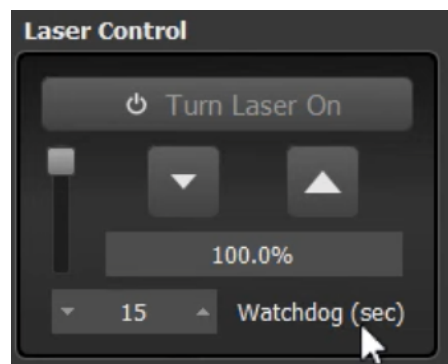 Laser Control
Turn Laser On
100.0%
15 Watchdog (sec)